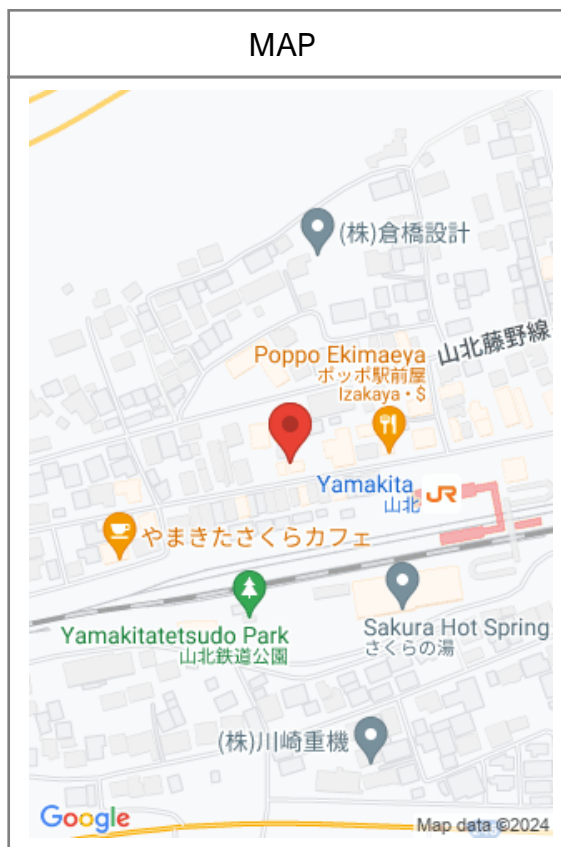 MAP
(株)倉橋設計
山北藤野線
Poppo Ekimaeya
ポッポ駅前屋
Izakaya・$
Yamakita
山北
JR
やまきたさくらカフェ
Yamakitatetsudo Park
山北鉄道公園
Sakura Hot Spring
さくらの湯
(株)川崎重機
Google
Map data ©2024